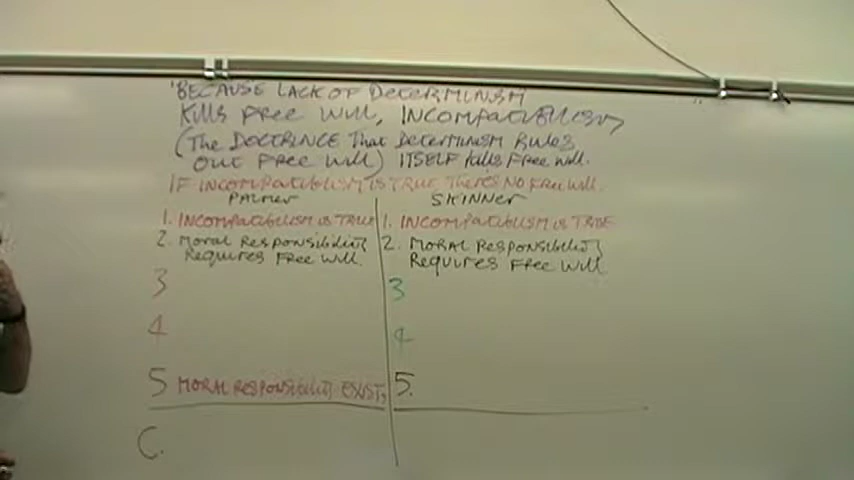 "BECAUSE LACK OF DETERMINISM
KILLS FREE WILL, INCOMPATIBILISM
(THE DOCTRINE THAT DETERMINISM RULES
OUT FREE WILL) ITSELF KILLS FREE WILL.
IF INCOMPATIBILISM IS TRUE THERE'S NO FREE WILL.
PALMER
1. INCOMPATIBILISM IS TRUE
2. MORAL RESPONSIBILITY
REQUIRES FREE WILL.
3
4
5 MORAL RESPONSIBILITY EXISTS
C.
SKINNER
1. INCOMPATIBILISM IS TRUE
2. MORAL RESPONSIBILITY
REQUIRES FREE WILL
3
4
5.